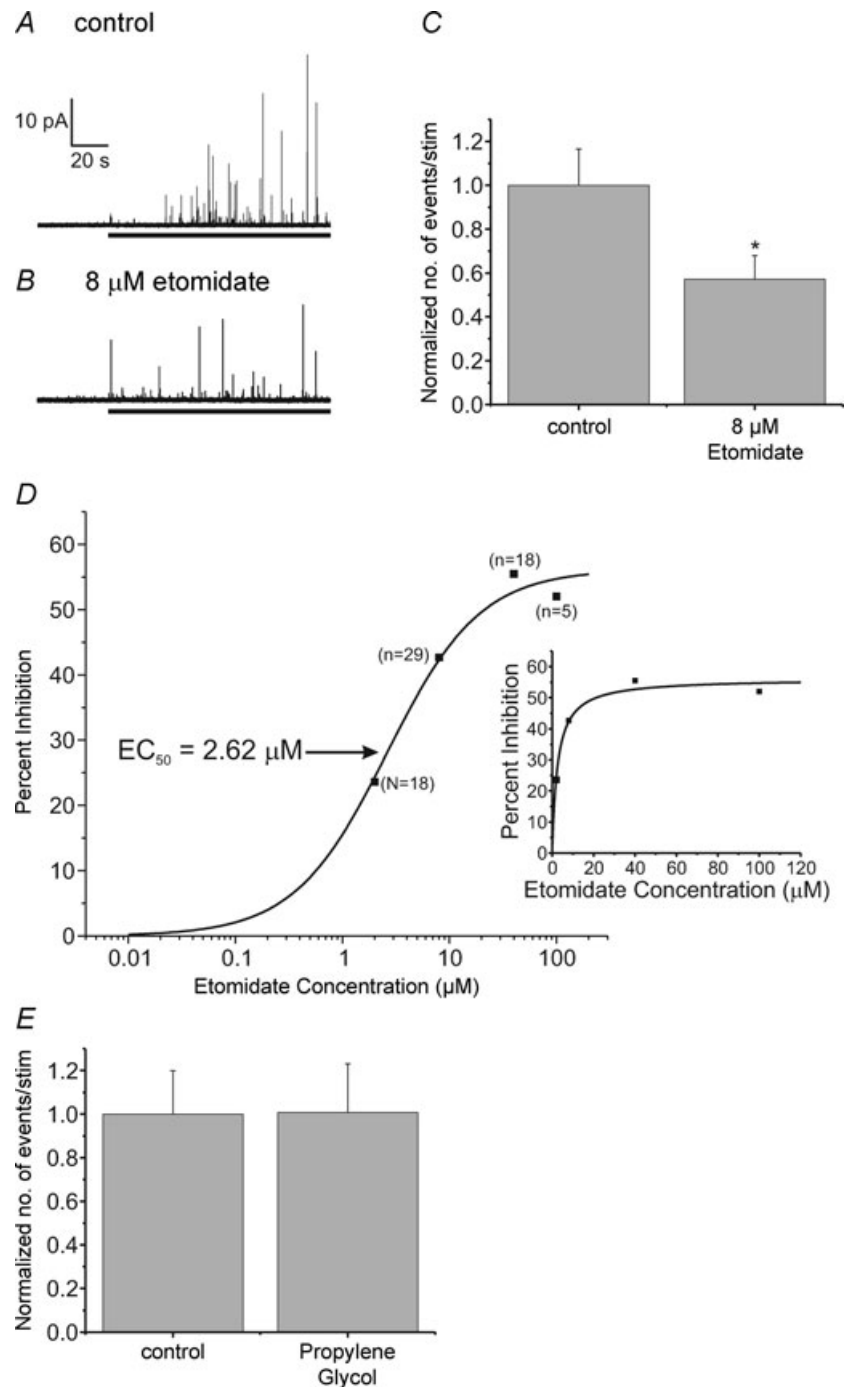 A control
10 pA
20 s
B 8 μM etomidate
C
Normalized no. of events/stim
1.2
1.0
0.8
0.6
0.4
0.2
0.0
*
control
8 μM
Etomidate
D
Percent Inhibition
60
50
40
30
20
10
0
(n=18)
(n=5)
(n=29)
EC₅₀ = 2.62 μM
(N=18)
0.01 0.1 1 10 100
Etomidate Concentration (μM)
Percent Inhibition
60
50
40
30
20
10
0
0 20 40 60 80 100 120
Etomidate Concentration (μM)
E
Normalized no. of events/stim
1.2
1.0
0.8
0.6
0.4
0.2
0.0
control
Propylene
Glycol